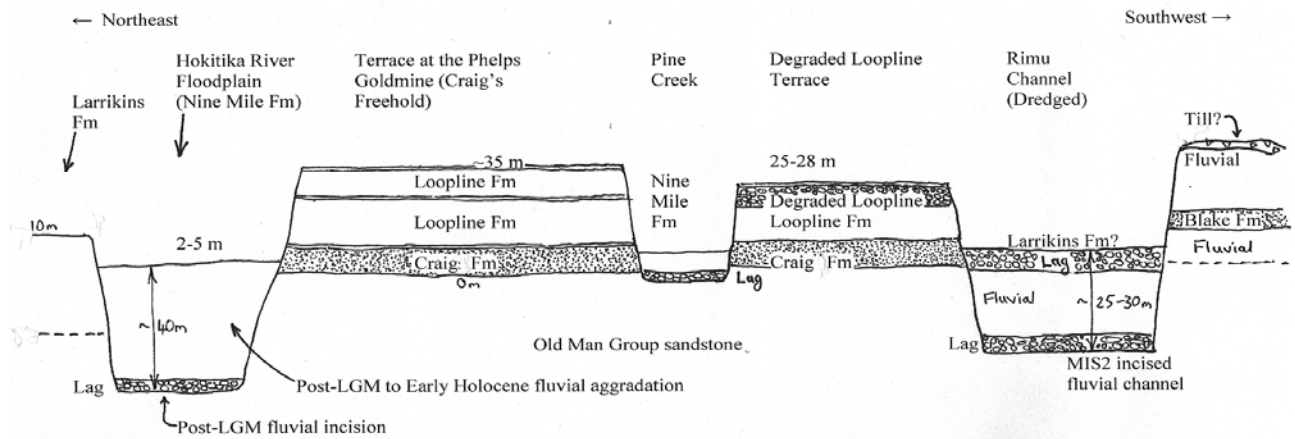 ← Northeast
Southwest →
Larrikins
Fm
Hokitika River
Floodplain
(Nine Mile Fm)
Terrace at the Phelps
Goldmine (Craig's
Freehold)
Pine
Creek
Degraded Loopline
Terrace
Rimu
Channel
(Dredged)
Till?
Fluvial
Blake Fm
Fluvial
10m
2-5 m
~40m
Lag
Post-LGM fluvial incision
Post-LGM to Early Holocene fluvial aggradation
~35 m
Loopline Fm
Loopline Fm
Craig Fm
0m
Old Man Group sandstone
Nine
Mile
Fm
Lag
25-28 m
Degraded Loopline
Loopline Fm
Craig Fm
Larrikins Fm?
Lag
Fluvial
~ 25-30m
Lag
MIS2 incised
fluvial channel